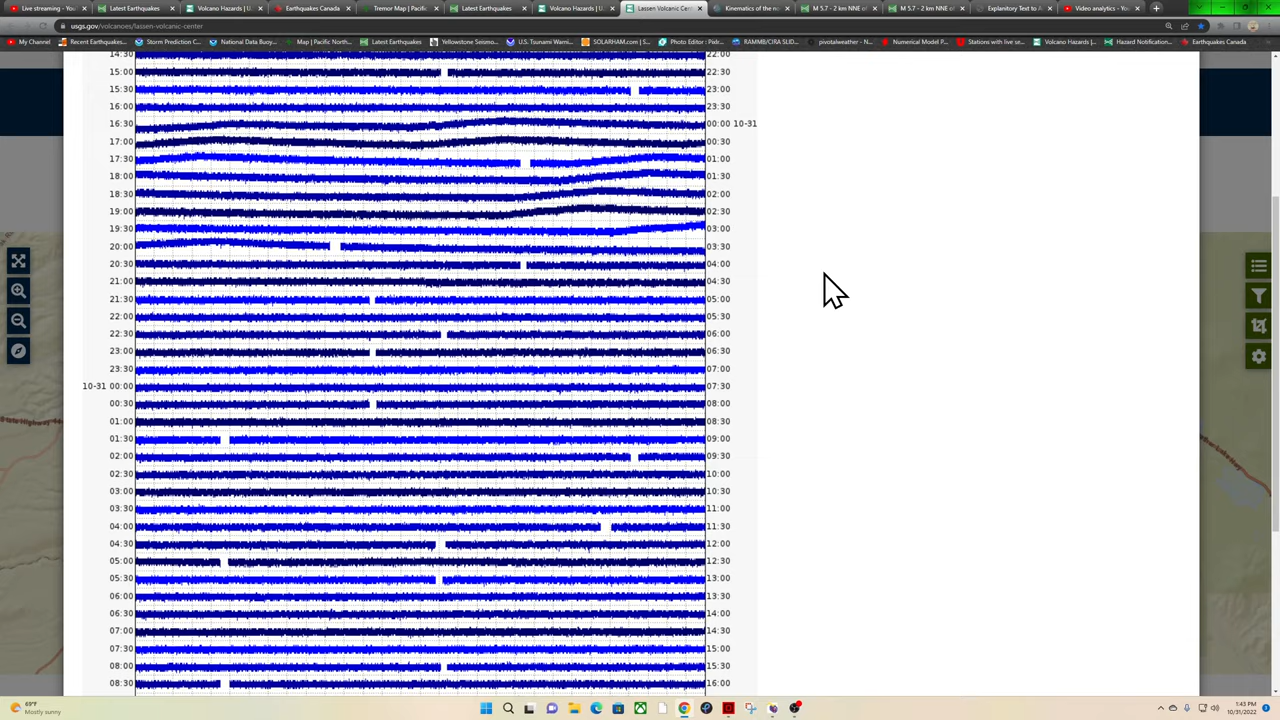 Live streaming - You
Latest Earthquakes
Volcano Hazards | U.
Earthquakes Canada
Tremor Map | Pacific
Latest Earthquakes
Volcano Hazards | U.
Lassen Volcanic Cen
Kinematics of the no
M 5.7 - 2 km NNE o
M 5.7 - 2 km NNE of
Explanatory Text to A
Video analytics - You
usgs.gov/volcanoes/lassen-volcanic-center
My Channel
Recent Earthquakes...
Storm Prediction C...
National Data Buoy...
Map | Pacific North...
Latest Earthquakes
Yellowstone Seismo...
U.S. Tsunami Warni...
SOLARHAM.com | S...
Photo Editor : Pixlr...
RAMMB/CIRA SLID...
pivotalweather - N...
Numerical Model P...
Stations with live se...
Volcano Hazards |...
Hazard Notification...
Earthquakes Canada
14:30 22:00
15:00 22:30
15:30 23:00
16:00 23:30
16:30 00:00 10-31
17:00 00:30
17:30 01:00
18:00 01:30
18:30 02:00
19:00 02:30
19:30 03:00
20:00 03:30
20:30 04:00
21:00 04:30
21:30 05:00
22:00 05:30
22:30 06:00
23:00 06:30
23:30 07:00
10-31 00:00 07:30
00:30 08:00
01:00 08:30
01:30 09:00
02:00 09:30
02:30 10:00
03:00 10:30
03:30 11:00
04:00 11:30
04:30 12:00
05:00 12:30
05:30 13:00
06:00 13:30
06:30 14:00
07:00 14:30
07:30 15:00
08:00 15:30
08:30 16:00
69°F
Mostly sunny
1:43 PM
10/31/2022